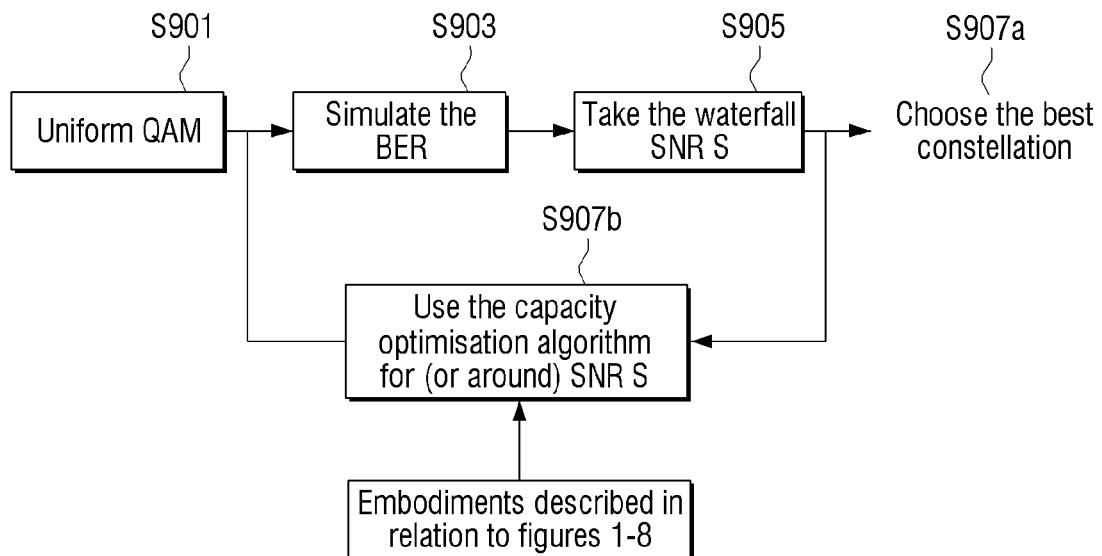 S901
S903
S905
S907a
Uniform QAM
Simulate the
BER
Take the waterfall
SNR S
Choose the best
constellation
S907b
Use the capacity
optimisation algorithm
for (or around) SNR S
Embodiments described in
relation to figures 1-8